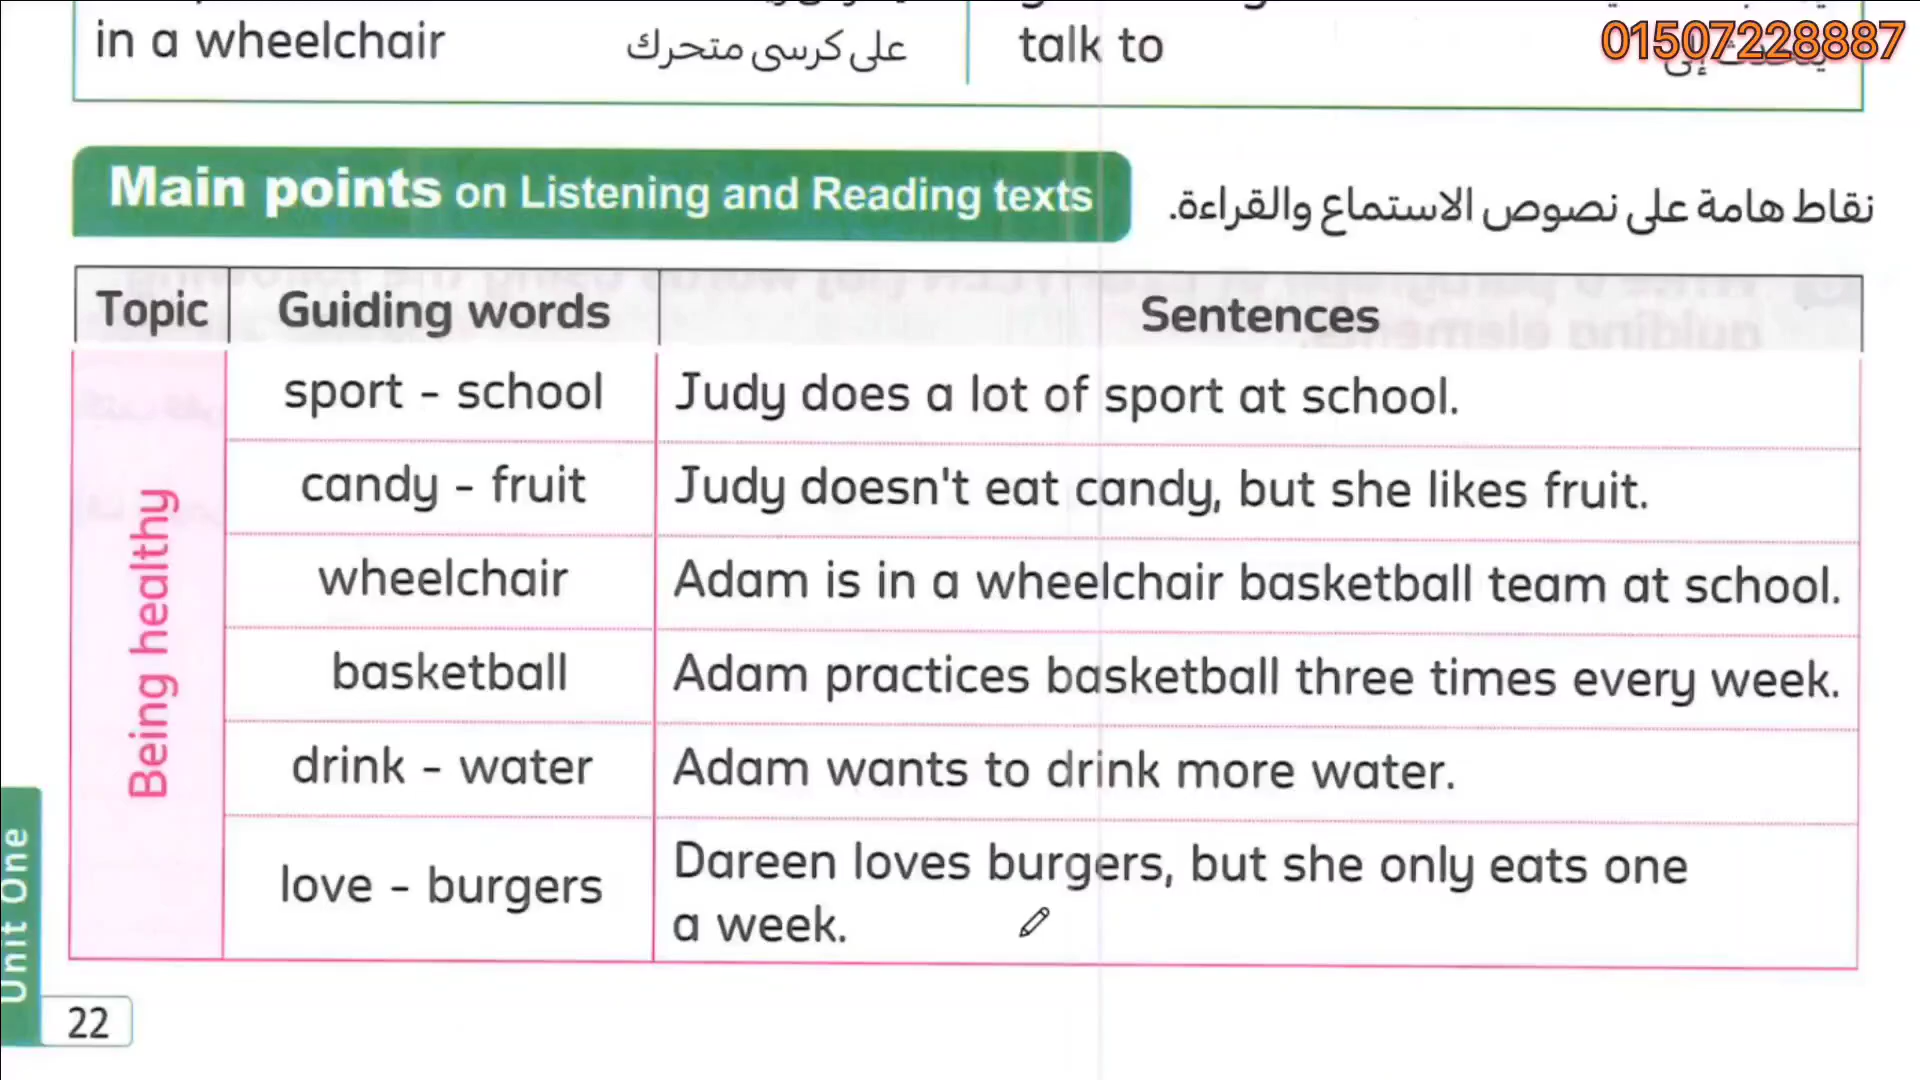 in a wheelchair
على كرسى متحرك
talk to
01507228887
Main points on Listening and Reading texts
نقاط هامة على نصوص الاستماع والقراءة.
Topic Guiding words Sentences
Being healthy
sport - school Judy does a lot of sport at school.
candy - fruit Judy doesn't eat candy, but she likes fruit.
wheelchair Adam is in a wheelchair basketball team at school.
basketball Adam practices basketball three times every week.
drink - water Adam wants to drink more water.
love - burgers Dareen loves burgers, but she only eats one
a week.
Unit One
22